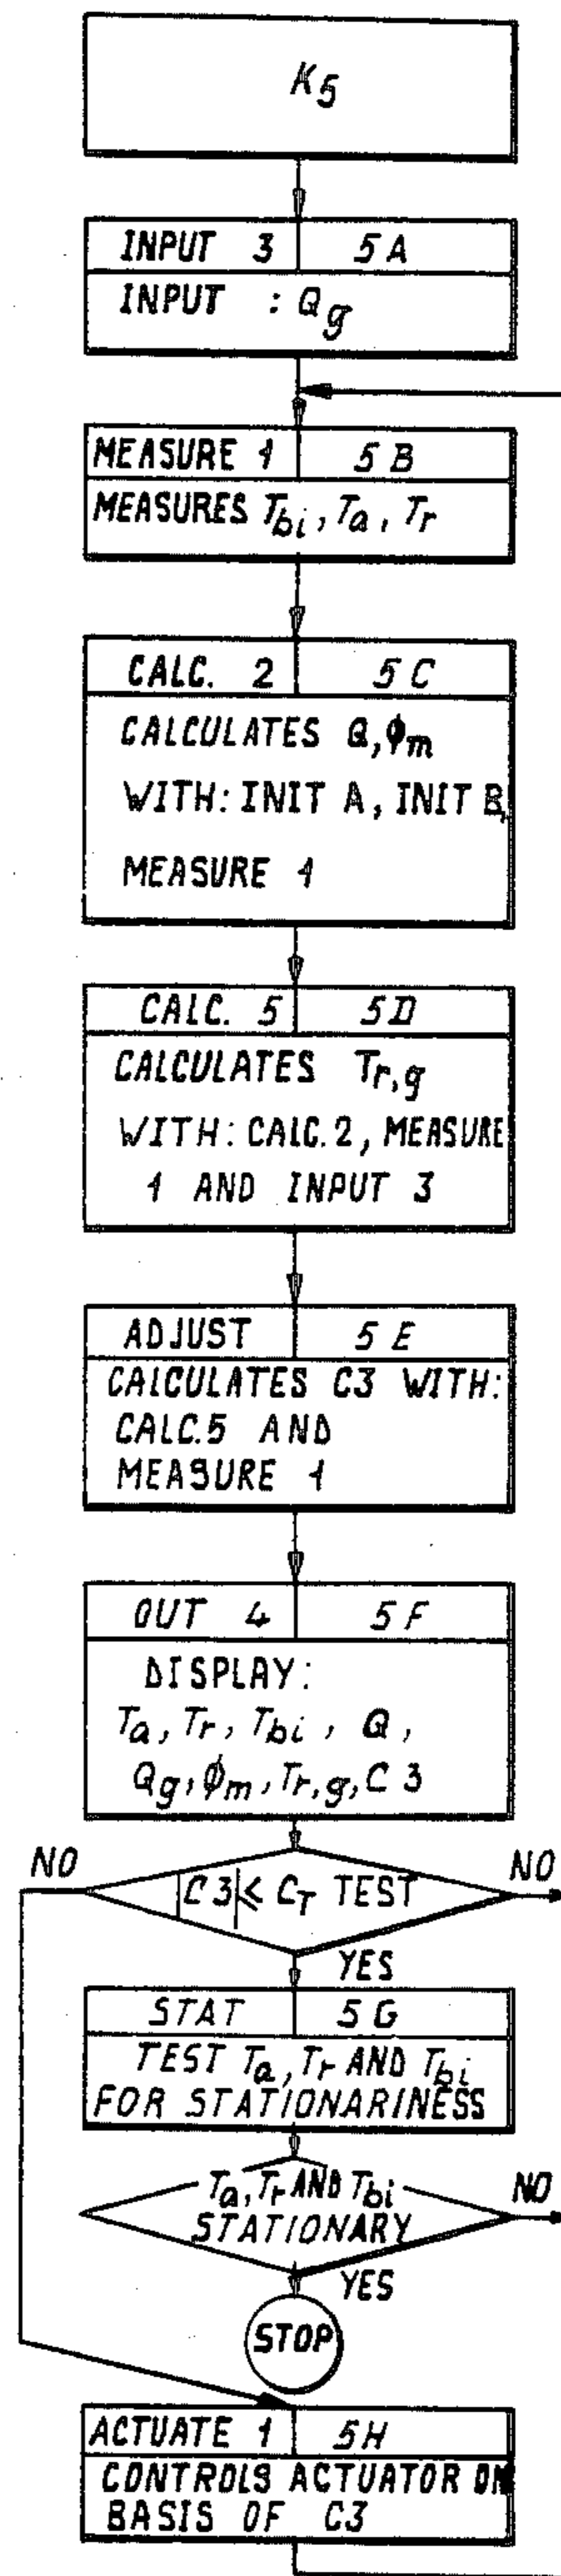 K5
INPUT 3 5A
INPUT : Qg
MEASURE 1 5B
MEASURES Tbi, Ta, Tr
CALC. 2 5C
CALCULATES Q, ϕm
WITH: INIT A, INIT B,
MEASURE 1
CALC. 5 5D
CALCULATES Tr,g
WITH: CALC. 2, MEASURE
1 AND INPUT 3
ADJUST 5E
CALCULATES C3 WITH:
CALC.5 AND
MEASURE 1
OUT 4 5F
DISPLAY:
Ta, Tr, Tbi, Q,
Qg, ϕm, Tr,g, C3
NO |C3| ≤ CT TEST NO
YES
STAT 5G
TEST Ta, Tr AND Tbi
FOR STATIONARINESS
Ta, Tr AND Tbi NO
STATIONARY
YES
STOP
ACTUATE 1 5H
CONTROLS ACTUATOR ON
BASIS OF C3